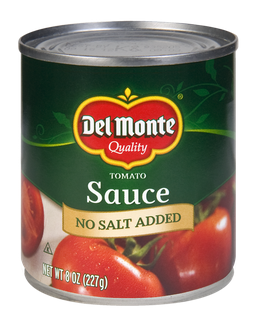 Del Monte
Quality
TOMATO
Sauce
NO SALT ADDED
NET WT 8 OZ (227g)